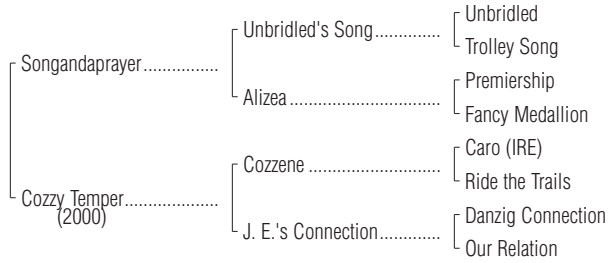 Unbridled
Unbridled's Song..............
Trolley Song
Songandaprayer................
Premiership
Alizea................................
Fancy Medallion
Caro (IRE)
Cozzene ............................
Ride the Trails
Cozzy Temper....................
(2000)
Danzig Connection
J. E.'s Connection.............
Our Relation